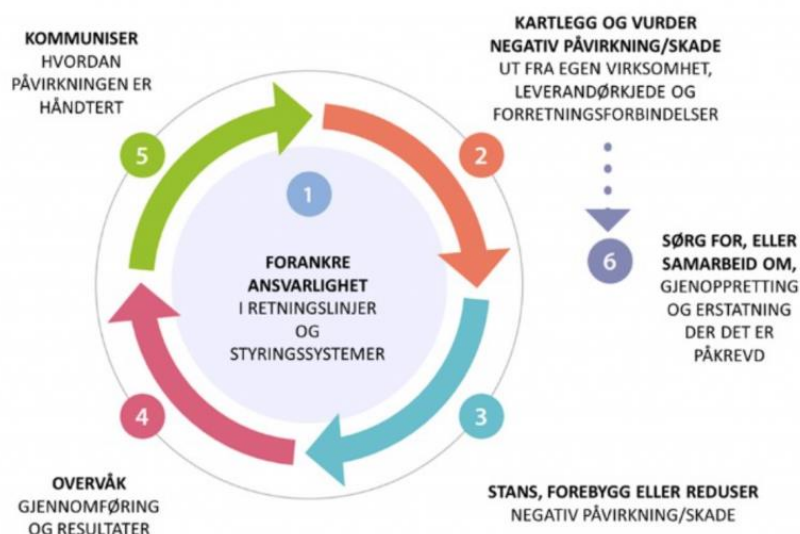 KOMMUNISER
HVORDAN
PÅVIRKNINGEN ER
HÅNDTERT
5
KARTLEGG OG VURDER
NEGATIV PÅVIRKNING/SKADE
UT FRA EGEN VIRKSOMHET,
LEVERANDØRKJEDE OG
FORRETNINGSFORBINDELSER
2
1
FORANKRE
ANSVARLIGHET
I RETNINGSLINJER
OG
STYRINGSSYSTEMER
6
SØRG FOR, ELLER
SAMARBEID OM,
GJENOPPRETTING
OG ERSTATNING
DER DET ER
PÅKREVD
4
OVERVÅK
GJENNOMFØRING
OG RESULTATER
3
STANS, FOREBYGG ELLER REDUSER
NEGATIV PÅVIRKNING/SKADE